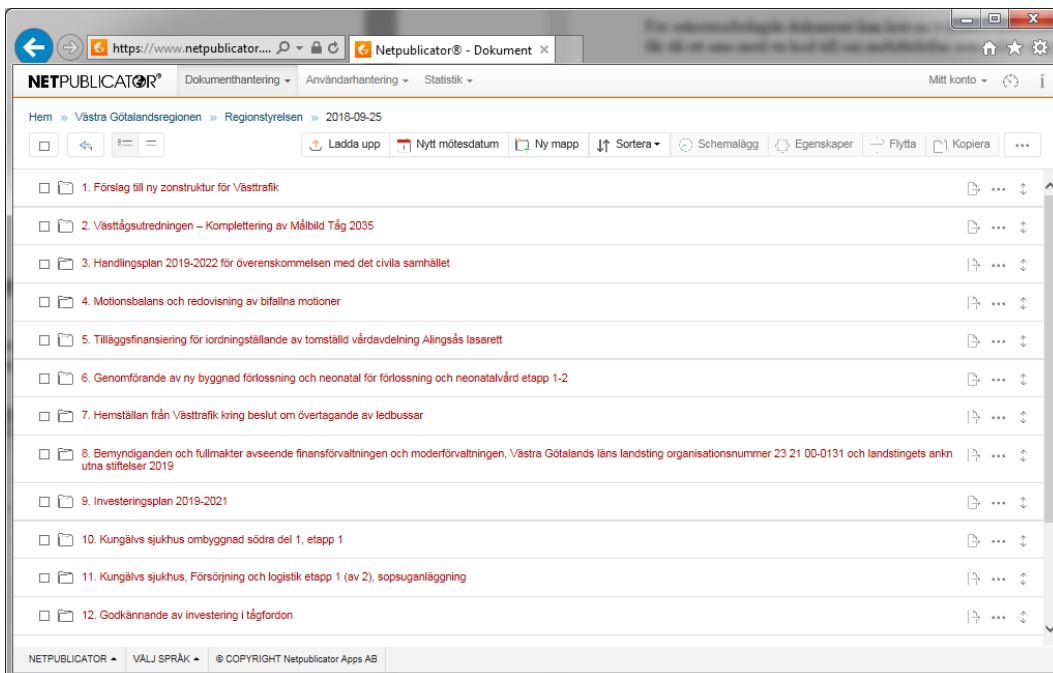 För sekretessbelagda dokument kan
https://www.netpublicator....
Netpublicator® - Dokument
NETPUBLICATOR®
Dokumenthantering
Användarhantering
Statistik
Mitt konto
Hem » Västra Götalandsregionen » Regionstyrelsen » 2018-09-25
Ladda upp
Nytt mötesdatum
Ny mapp
Sortera
Schemalägg
Egenskaper
Flytta
Kopiera
1. Förslag till ny zonstruktur för Västtrafik
2. Västtågsutredningen – Komplettering av Målbild Tåg 2035
3. Handlingsplan 2019-2022 för överenskommelsen med det civila samhället
4. Motionsbalans och redovisning av bifallna motioner
5. Tilläggsfinansiering för iordningställande av tomställd vårdavdelning Alingsås lasarett
6. Genomförande av ny byggnad förlossning och neonatal för förlossning och neonatalvård etapp 1-2
7. Hemställan från Västtrafik kring beslut om övertagande av ledbussar
8. Bemyndiganden och fullmakter avseende finansförvaltningen och moderförvaltningen, Västra Götalands läns landsting organisationsnummer 23 21 00-0131 och landstingets ankn
utna stiftelser 2019
9. Investeringsplan 2019-2021
10. Kungälvs sjukhus ombyggnad södra del 1, etapp 1
11. Kungälvs sjukhus, Försörjning och logistik etapp 1 (av 2), sopsuganläggning
12. Godkännande av investering i tågfordon
NETPUBLICATOR
VÄLJ SPRÅK
© COPYRIGHT Netpublicator Apps AB